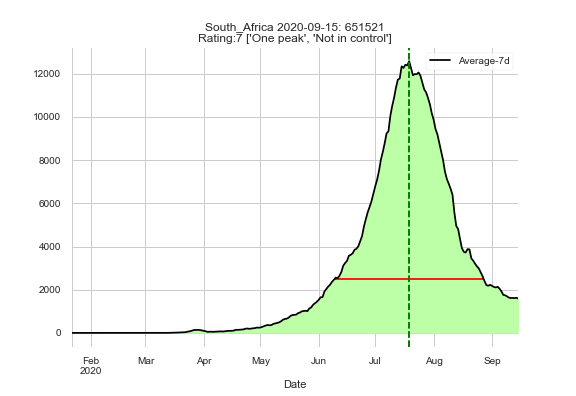 South_Africa 2020-09-15: 651521
Rating:7 ['One peak', 'Not in control']
Average-7d
12000
10000
8000
6000
4000
2000
0
Feb Mar Apr May Jun Jul Aug Sep
2020
Date